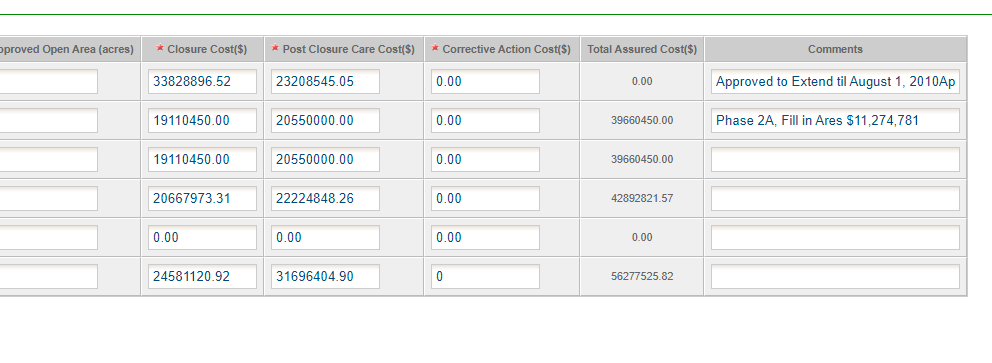 pproved Open Area (acres) * Closure Cost($) * Post Closure Care Cost($) * Corrective Action Cost($) Total Assured Cost($) Comments
33828896.52 23208545.05 0.00 0.00 Approved to Extend til August 1, 2010Ap
19110450.00 20550000.00 0.00 39660450.00 Phase 2A, Fill in Ares $11,274,781
19110450.00 20550000.00 0.00 39660450.00
20667973.31 22224848.26 0.00 42892821.57
0.00 0.00 0.00 0.00
24581120.92 31696404.90 0 56277525.82